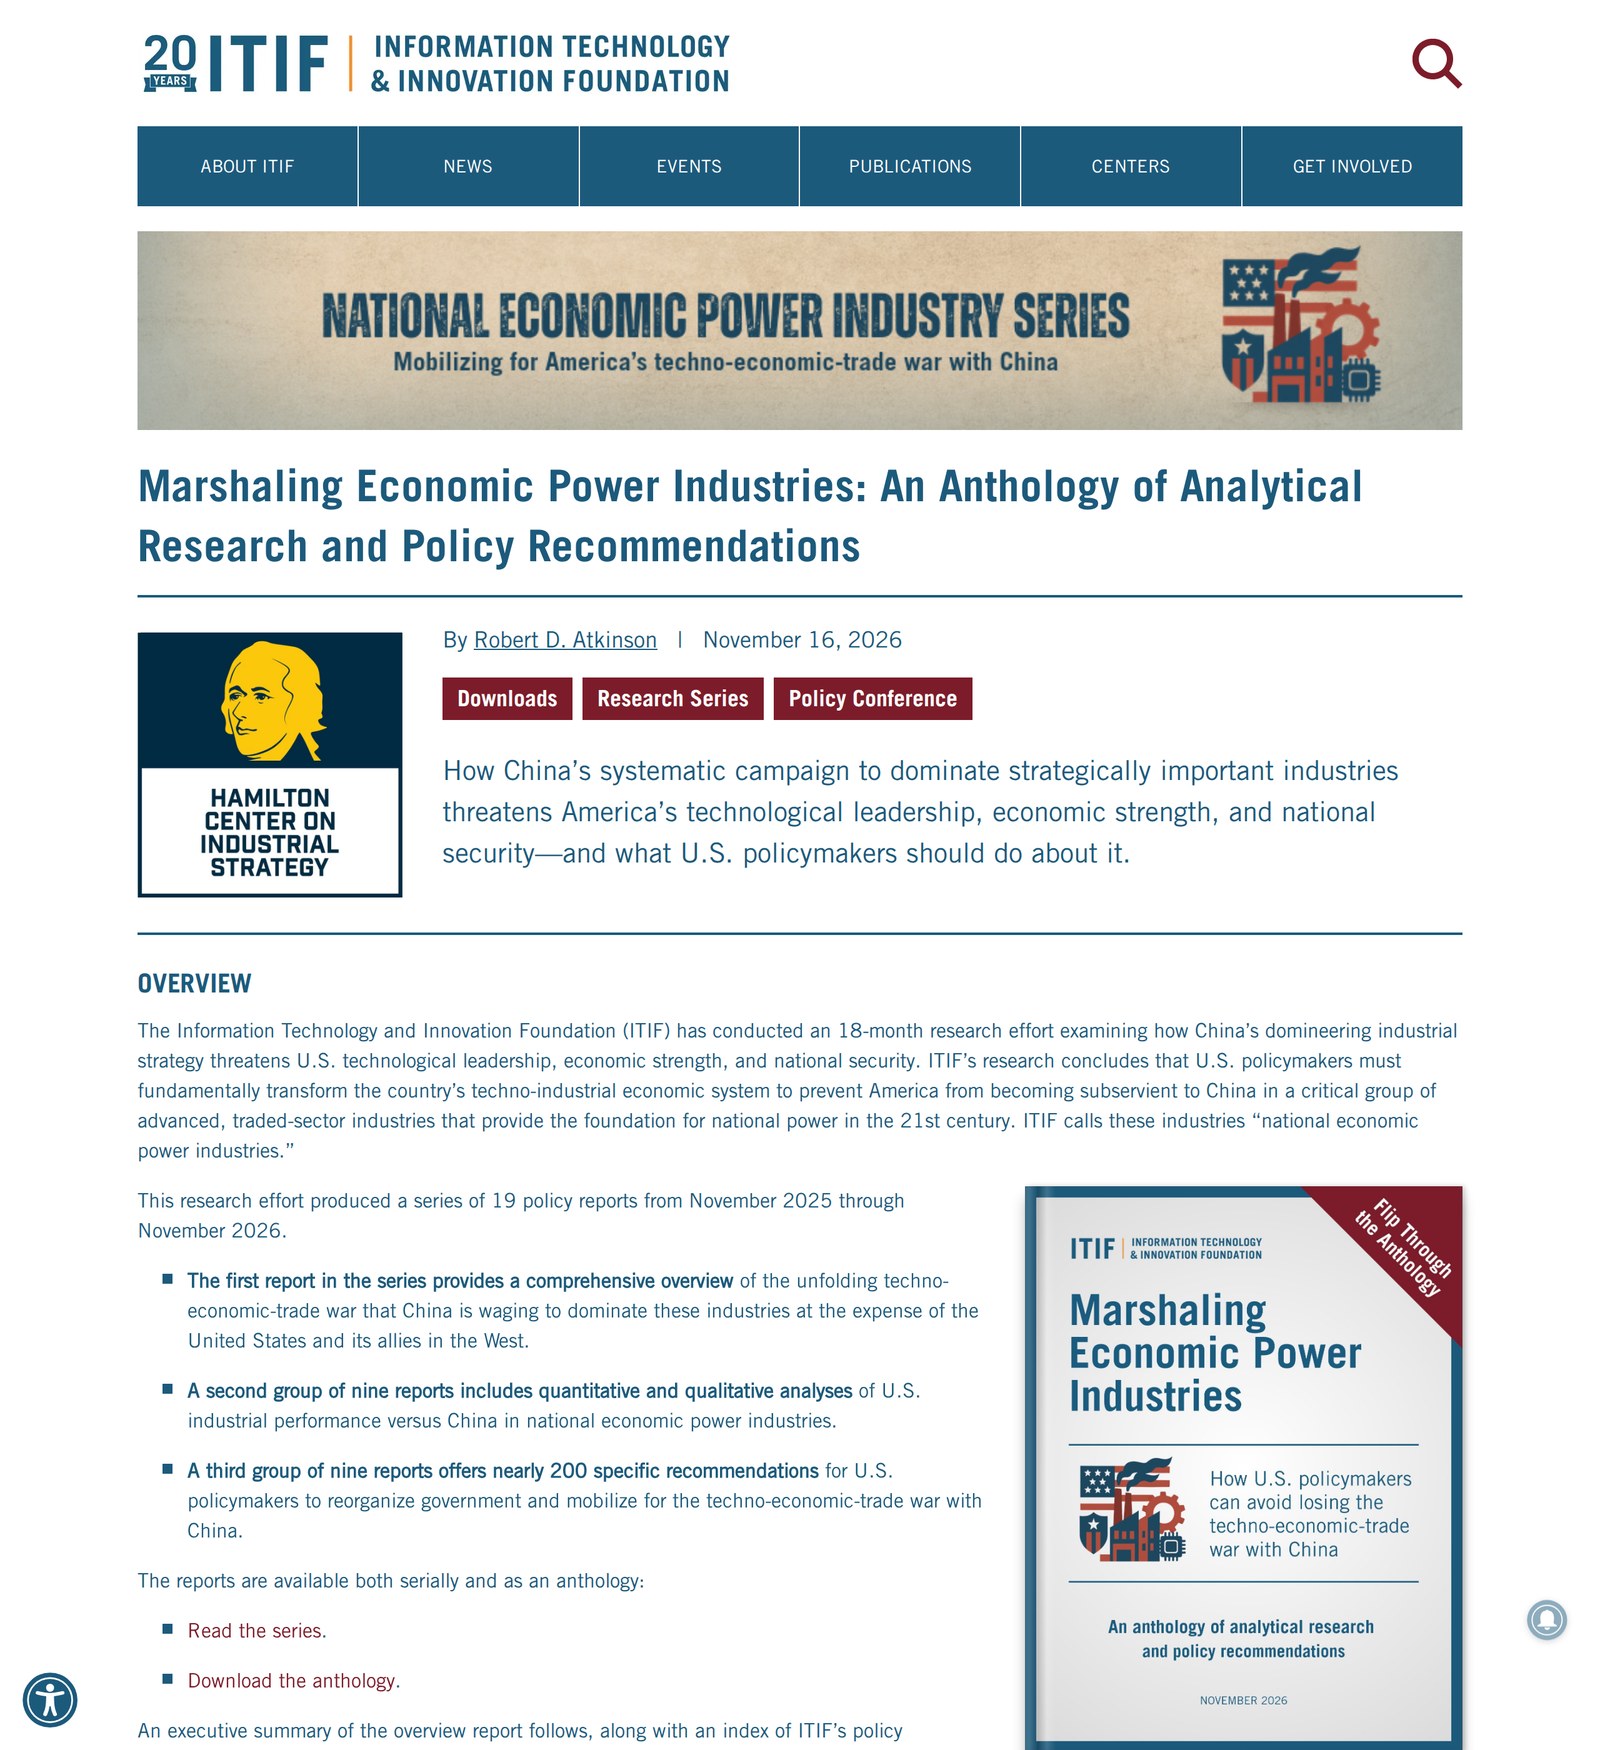 20
YEARS
ITIF
INFORMATION TECHNOLOGY
& INNOVATION FOUNDATION
ABOUT ITIF
NEWS
EVENTS
PUBLICATIONS
CENTERS
GET INVOLVED
NATIONAL ECONOMIC POWER INDUSTRY SERIES
Mobilizing for America’s techno-economic-trade war with China
Marshaling Economic Power Industries: An Anthology of Analytical
Research and Policy Recommendations
HAMILTON
CENTER ON
INDUSTRIAL
STRATEGY
By Robert D. Atkinson | November 16, 2026
Downloads
Research Series
Policy Conference
How China’s systematic campaign to dominate strategically important industries
threatens America’s technological leadership, economic strength, and national
security—and what U.S. policymakers should do about it.
OVERVIEW
The Information Technology and Innovation Foundation (ITIF) has conducted an 18-month research effort examining how China’s domineering industrial
strategy threatens U.S. technological leadership, economic strength, and national security. ITIF’s research concludes that U.S. policymakers must
fundamentally transform the country’s techno-industrial economic system to prevent America from becoming subservient to China in a critical group of
advanced, traded-sector industries that provide the foundation for national power in the 21st century. ITIF calls these industries “national economic
power industries.”
This research effort produced a series of 19 policy reports from November 2025 through
November 2026.
The first report in the series provides a comprehensive overview of the unfolding techno-
economic-trade war that China is waging to dominate these industries at the expense of the
United States and its allies in the West.
A second group of nine reports includes quantitative and qualitative analyses of U.S.
industrial performance versus China in national economic power industries.
A third group of nine reports offers nearly 200 specific recommendations for U.S.
policymakers to reorganize government and mobilize for the techno-economic-trade war with
China.
The reports are available both serially and as an anthology:
Read the series.
Download the anthology.
An executive summary of the overview report follows, along with an index of ITIF’s policy
Flip Through
the Anthology
ITIF
INFORMATION TECHNOLOGY
& INNOVATION FOUNDATION
Marshaling
Economic Power
Industries
How U.S. policymakers
can avoid losing the
techno-economic-trade
war with China
An anthology of analytical research
and policy recommendations
NOVEMBER 2026